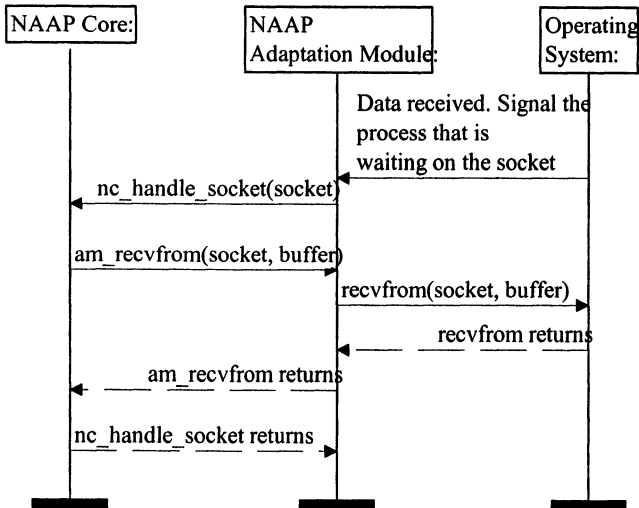 NAAP Core:
NAAP
Adaptation Module:
Operating
System:
Data received. Signal the
process that is
waiting on the socket
nc_handle_socket(socket)
am_recvfrom(socket, buffer)
recvfrom(socket, buffer)
recvfrom returns
am_recvfrom returns
nc_handle_socket returns